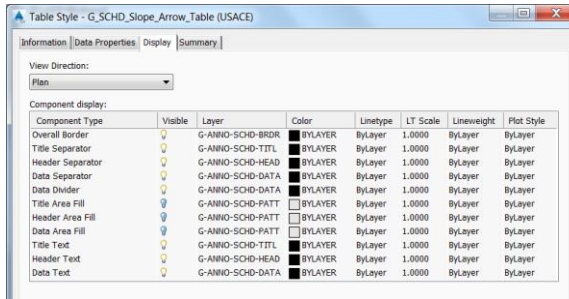 Table Style - G_SCHD_Slope_Arrow_Table (USACE)
Information Data Properties Display Summary
View Direction:
Plan
Component display:
Component Type Visible Layer Color Linetype LT Scale Lineweight Plot Style
Overall Border G-ANNO-SCHD-BRDR BYLAYER ByLayer 1.0000 ByLayer ByLayer
Title Separator G-ANNO-SCHD-TITL BYLAYER ByLayer 1.0000 ByLayer ByLayer
Header Separator G-ANNO-SCHD-HEAD BYLAYER ByLayer 1.0000 ByLayer ByLayer
Data Separator G-ANNO-SCHD-DATA BYLAYER ByLayer 1.0000 ByLayer ByLayer
Data Divider G-ANNO-SCHD-DATA BYLAYER ByLayer 1.0000 ByLayer ByLayer
Title Area Fill G-ANNO-SCHD-PATT BYLAYER ByLayer 1.0000 ByLayer ByLayer
Header Area Fill G-ANNO-SCHD-PATT BYLAYER ByLayer 1.0000 ByLayer ByLayer
Data Area Fill G-ANNO-SCHD-PATT BYLAYER ByLayer 1.0000 ByLayer ByLayer
Title Text G-ANNO-SCHD-TITL BYLAYER ByLayer 1.0000 ByLayer ByLayer
Header Text G-ANNO-SCHD-HEAD BYLAYER ByLayer 1.0000 ByLayer ByLayer
Data Text G-ANNO-SCHD-DATA BYLAYER ByLayer 1.0000 ByLayer ByLayer